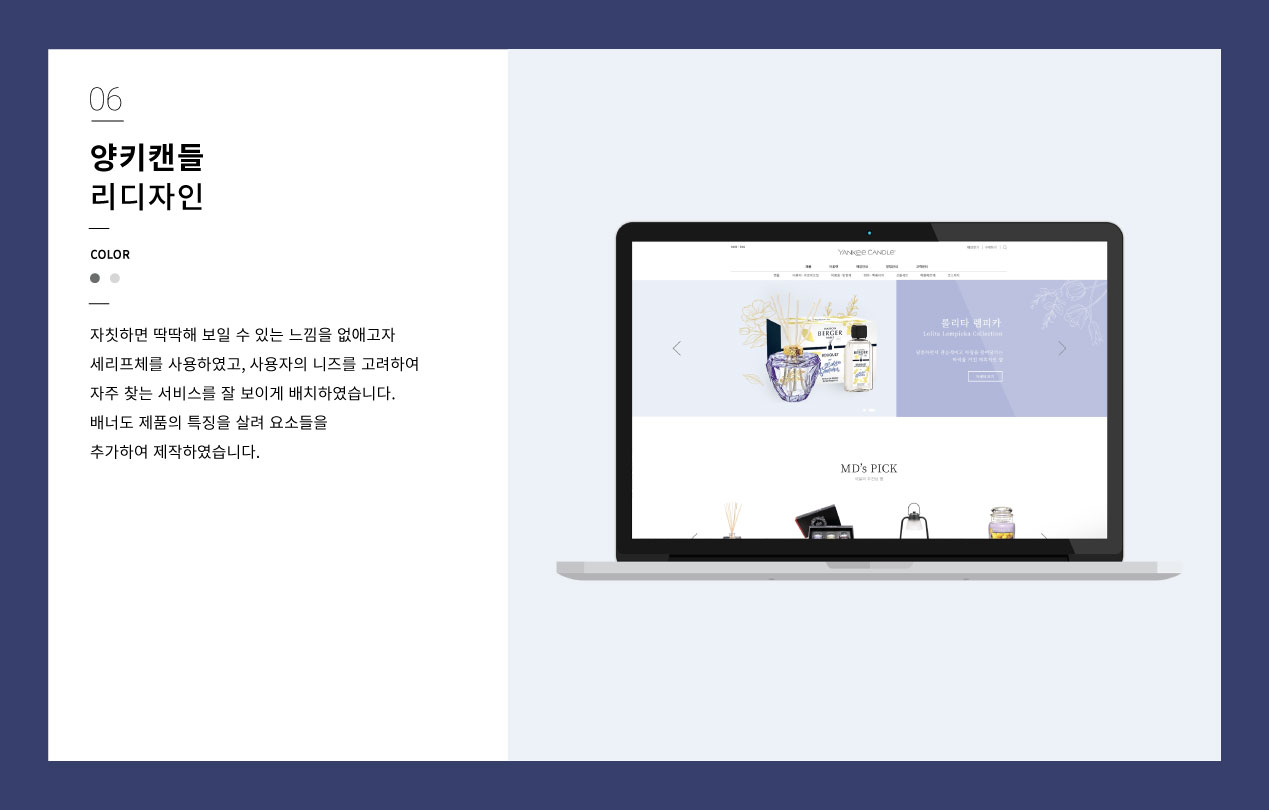 06
양키캔들
리디자인
COLOR
자칫하면 딱딱해 보일 수 있는 느낌을 없애고자
세리프체를 사용하였고, 사용자의 니즈를 고려하여
자주 찾는 서비스를 잘 보이게 배치하였습니다.
배너도 제품의 특징을 살려 요소들을
추가하여 제작하였습니다.
YANKEE CANDLE
BERGER
BOUQUET
BERGER
롤리타 렘피카
Lolita Lempicka Collection
MD's PICK